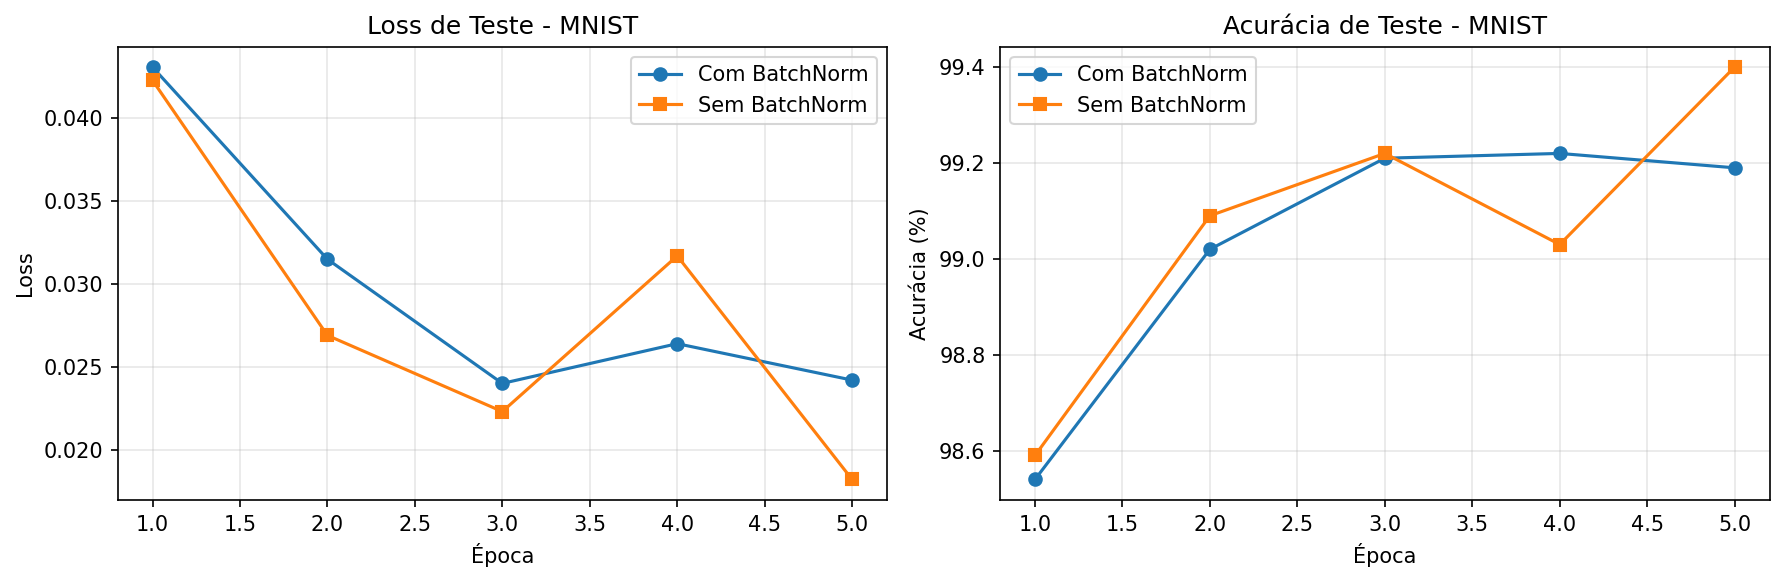 Loss de Teste - MNIST
Com BatchNorm
Sem BatchNorm
0.040
0.035
0.030
0.025
0.020
Loss
1.0 1.5 2.0 2.5 3.0 3.5 4.0 4.5 5.0
Época
Acurácia de Teste - MNIST
Com BatchNorm
Sem BatchNorm
99.4
99.2
99.0
98.8
98.6
Acurácia (%)
1.0 1.5 2.0 2.5 3.0 3.5 4.0 4.5 5.0
Época